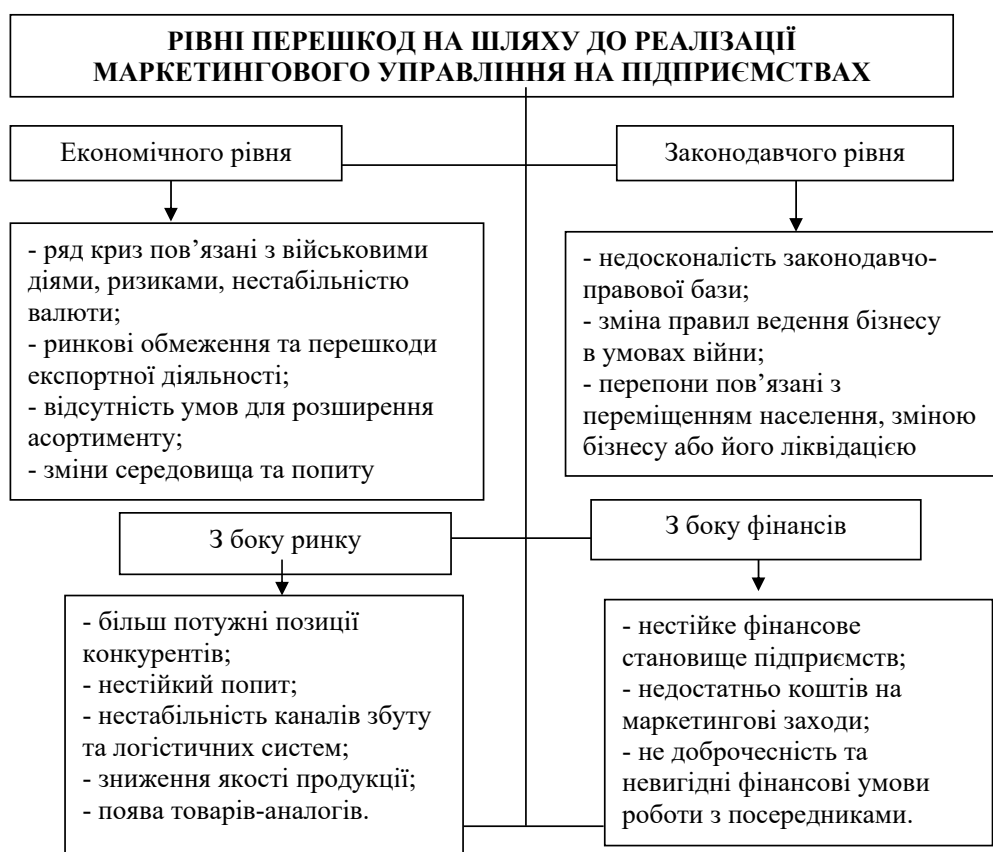 РІВНІ ПЕРЕШКОД НА ШЛЯХУ ДО РЕАЛІЗАЦІЇ
МАРКЕТИНГОВОГО УПРАВЛІННЯ НА ПІДПРИЄМСТВАХ
Економічного рівня
Законодавчого рівня
- ряд криз пов’язані з військовими
діями, ризиками, нестабільністю
валюти;
- ринкові обмеження та перешкоди
експортної діяльності;
- відсутність умов для розширення
асортименту;
- зміни середовища та попиту
- недосконалість законодавчо-
правової бази;
- зміна правил ведення бізнесу
в умовах війни;
- перепони пов’язані з
переміщенням населення, зміною
бізнесу або його ліквідацією
З боку ринку
З боку фінансів
- більш потужні позиції
конкурентів;
- нестійкий попит;
- нестабільність каналів збуту
та логістичних систем;
- зниження якості продукції;
- поява товарів-аналогів.
- нестійке фінансове
становище підприємств;
- недостатньо коштів на
маркетингові заходи;
- не доброчесність та
невигідні фінансові умови
роботи з посередниками.